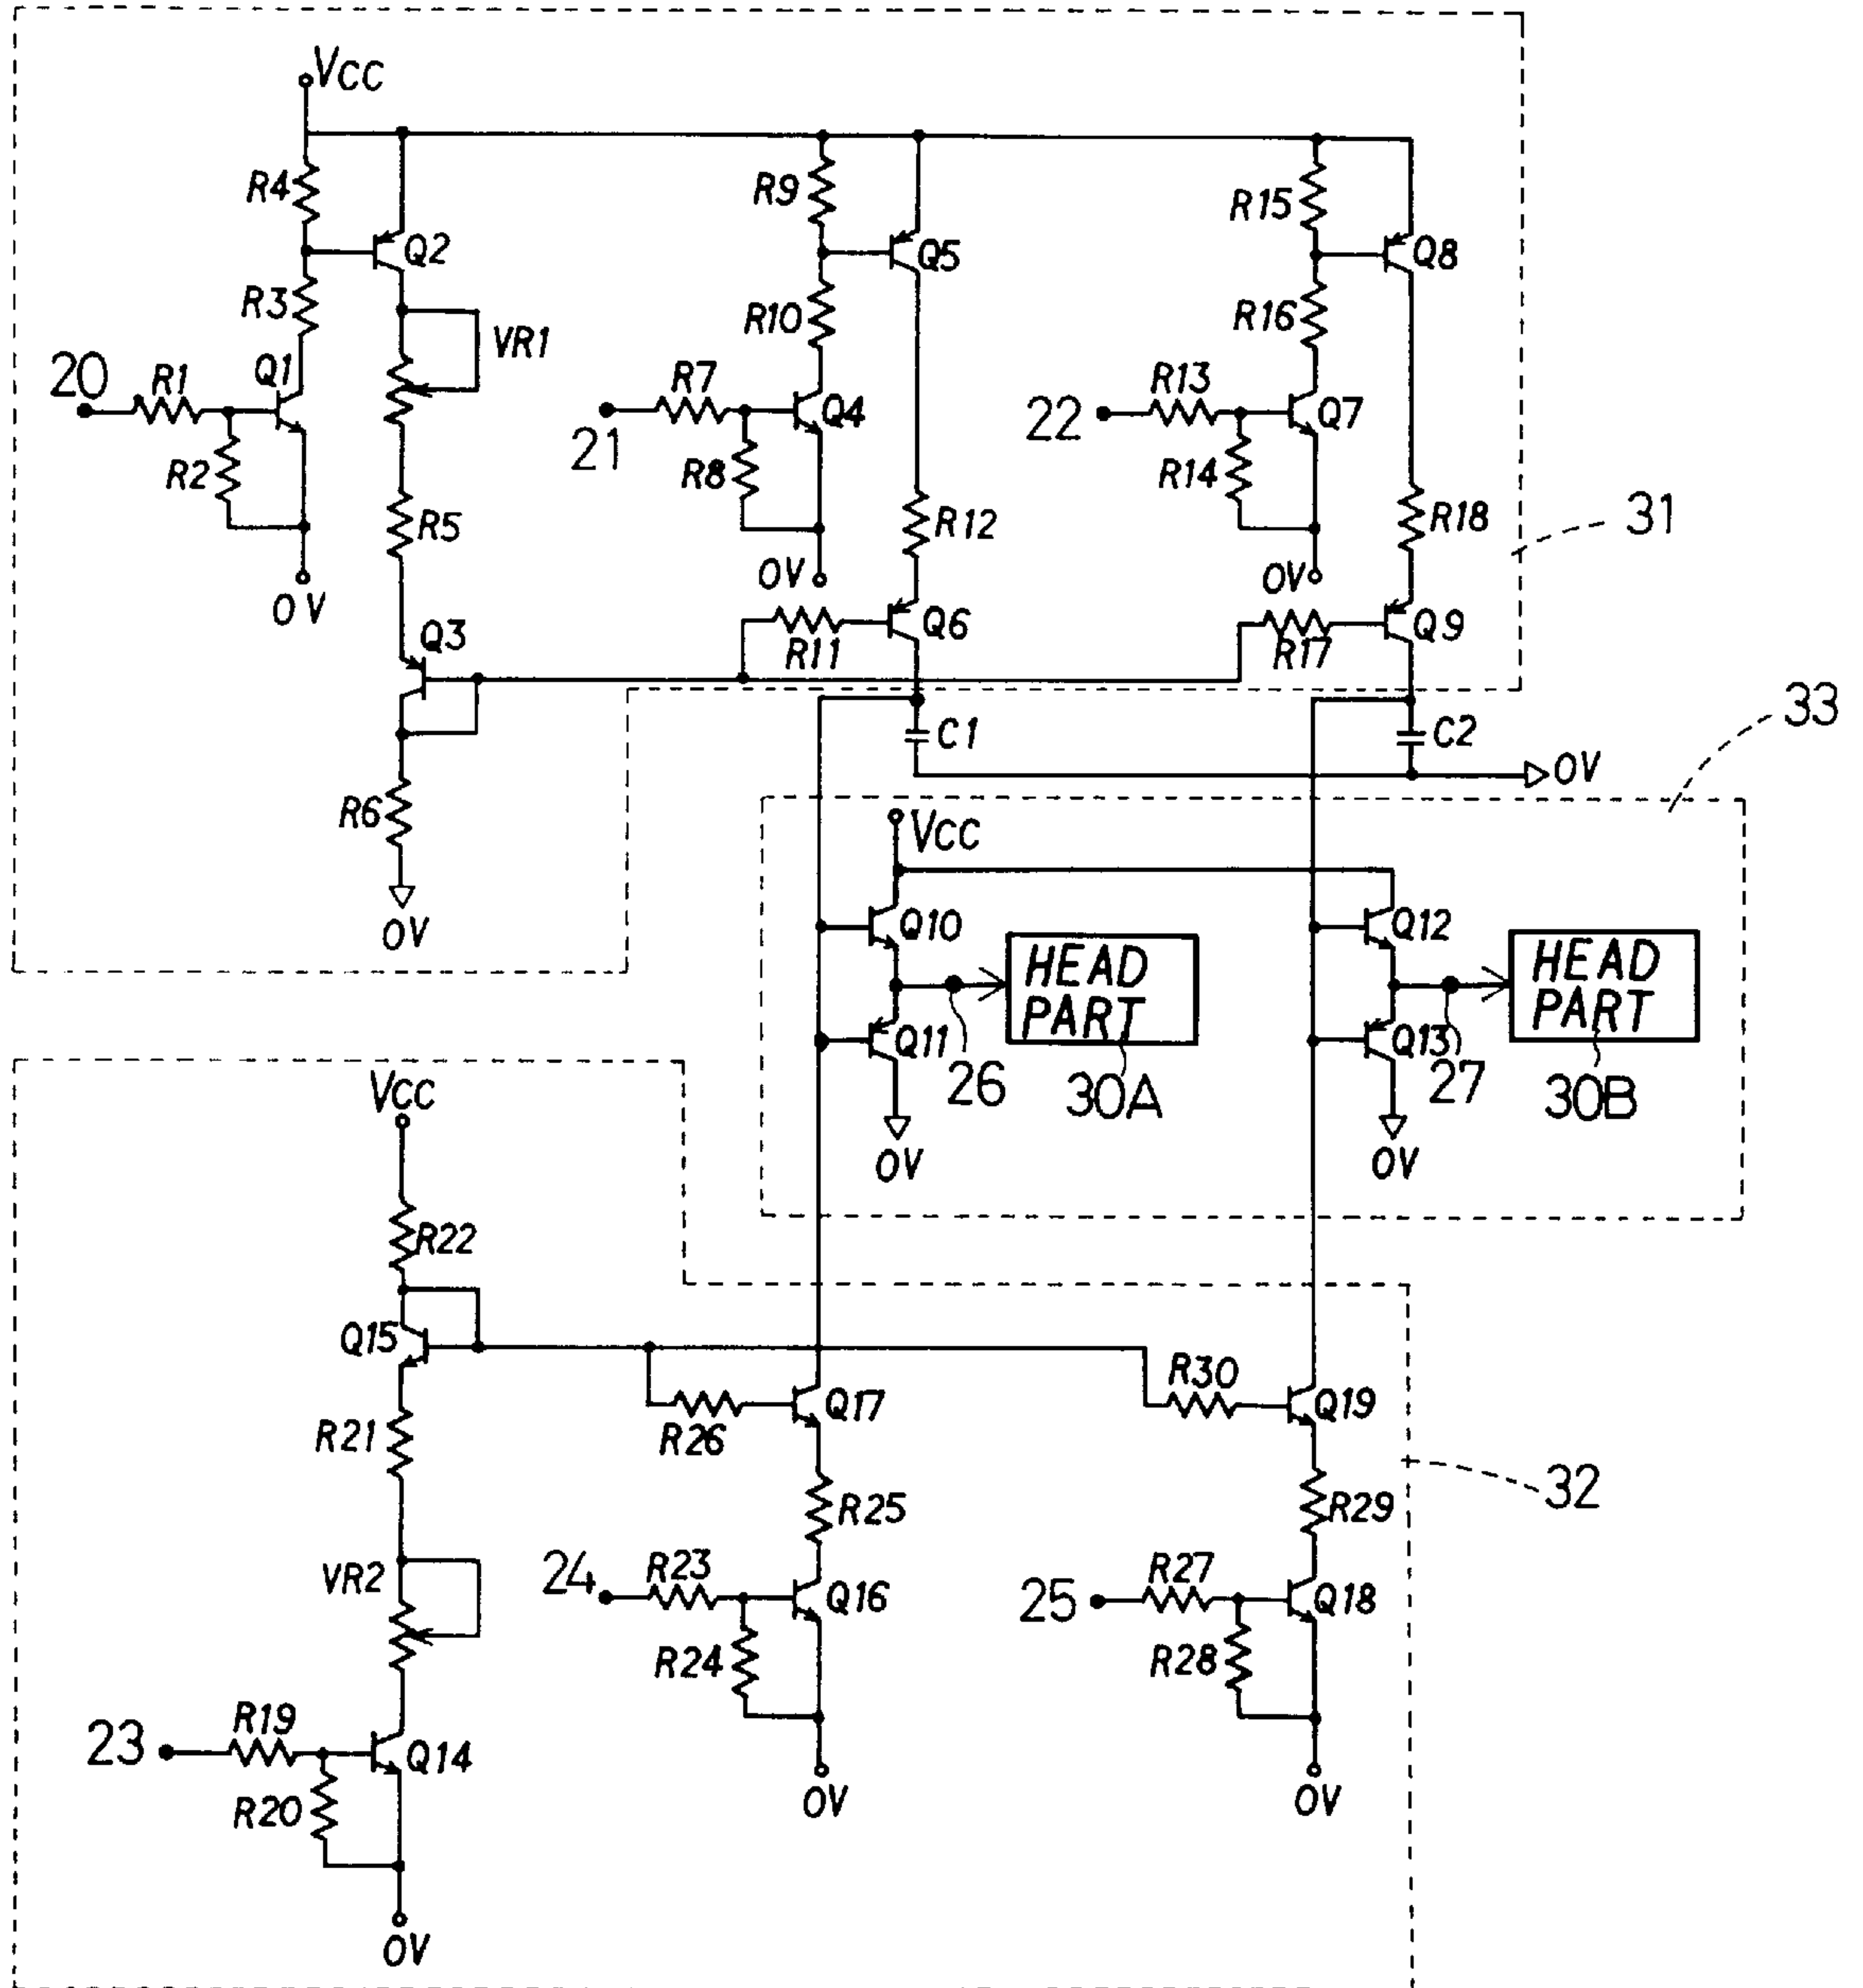 VCC
R4
R9
R15
Q2
Q5
Q8
R3
R10
R16
VR1
20
R1
Q1
R7
Q4
R13
Q7
21
22
R2
R8
R14
R5
R12
R18
31
0V
0V
0V
Q3
R11
Q6
R17
Q9
33
C1
C2
0V
R6
VCC
0V
Q10
Q12
HEAD
PART
HEAD
PART
Q11
Q13
26
30A
27
30B
VCC
0V
0V
R22
Q15
R30
Q17
Q19
R26
R21
R25
R29
32
VR2
24
R23
Q16
25
R27
Q18
R24
R28
23
R19
Q14
R20
0V
0V
0V